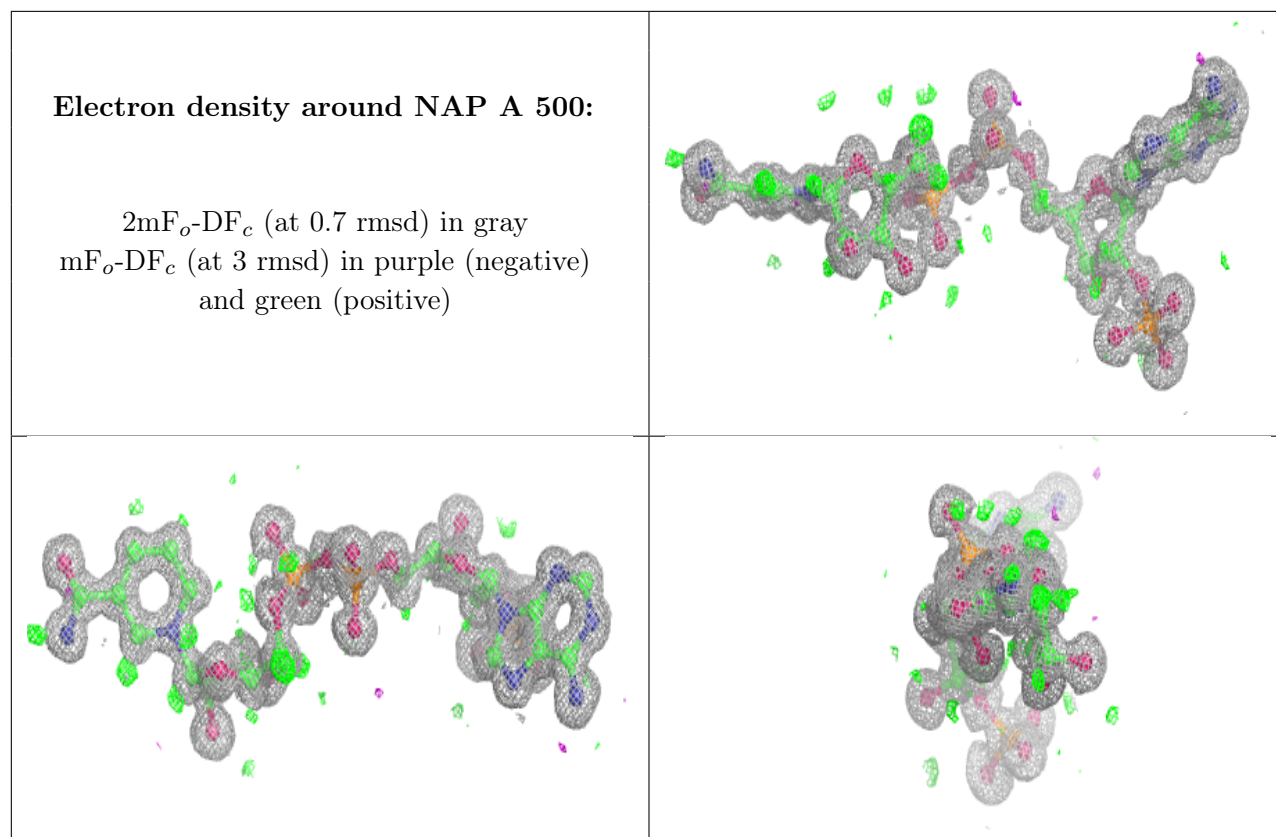 Electron density around NAP A 500:
2mFo-DFc (at 0.7 rmsd) in gray
mFo-DFc (at 3 rmsd) in purple (negative)
and green (positive)